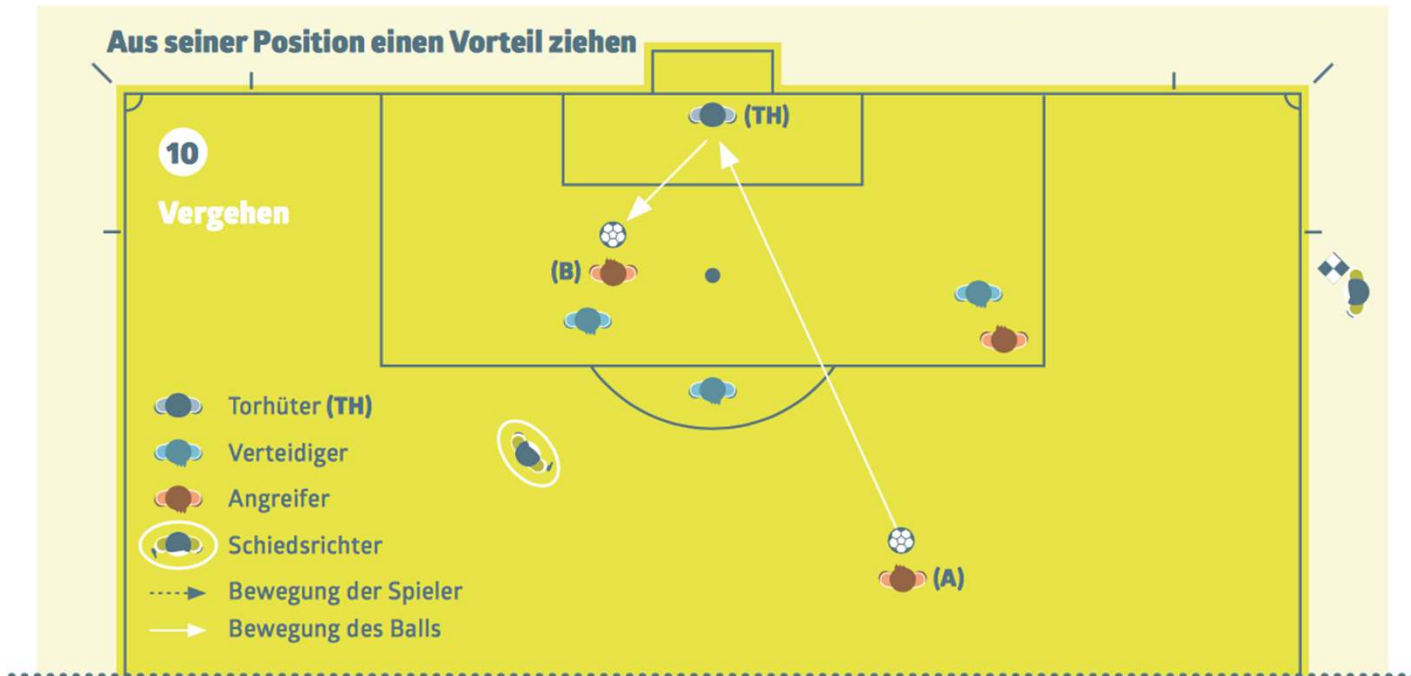 Aus seiner Position einen Vorteil ziehen
(TH)
10
Vergehen
(B)
Torhüter (TH)
Verteidiger
Angreifer
Schiedsrichter
(A)
Bewegung der Spieler
Bewegung des Balls